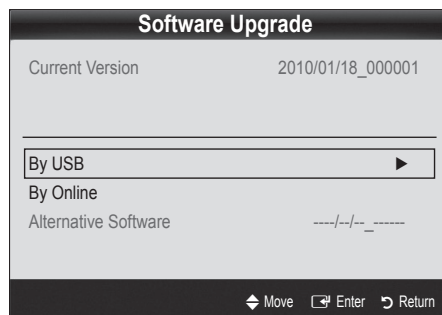 Software Upgrade
Current Version 2010/01/18_000001
By USB ▶
By Online
Alternative Software ----/--/--_------
Move Enter Return